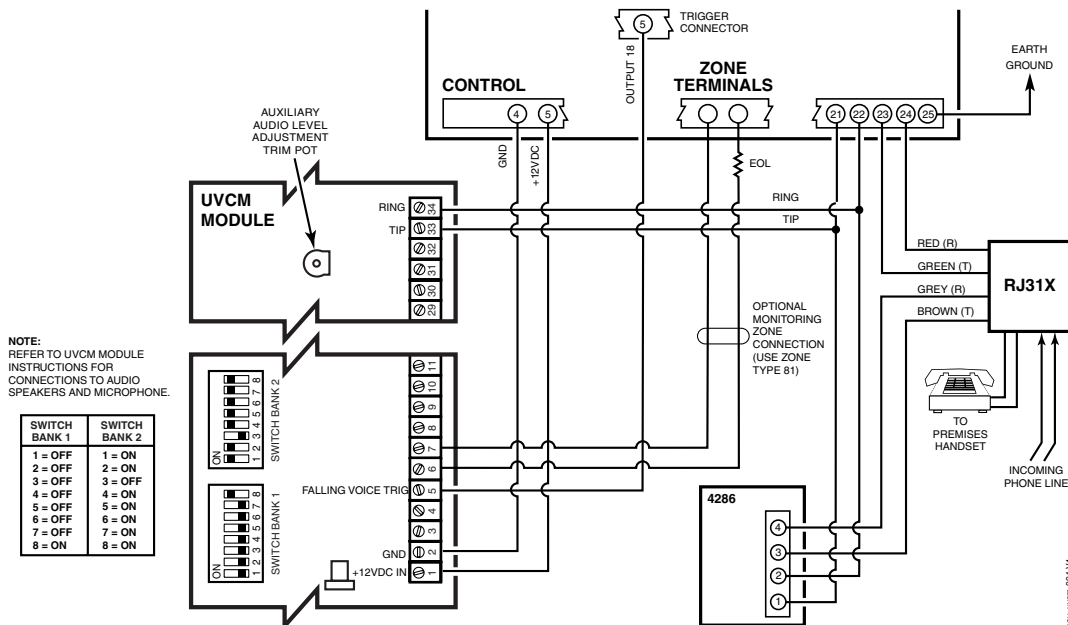 TRIGGER
CONNECTOR
5
OUTPUT 18
EARTH
GROUND
CONTROL
ZONE
TERMINALS
4
5
21
22
23
24
25
GND
+12VDC
EOL
AUXILIARY
AUDIO LEVEL
ADJUSTMENT
TRIM POT
UVCM
MODULE
RING
34
TIP
33
32
31
30
29
RING
TIP
RED (R)
GREEN (T)
GREY (R)
BROWN (T)
RJ31X
OPTIONAL
MONITORING
ZONE
CONNECTION
(USE ZONE
TYPE 81)
TO
PREMISES
HANDSET
INCOMING
PHONE LINE
NOTE:
REFER TO UVCM MODULE
INSTRUCTIONS FOR
CONNECTIONS TO AUDIO
SPEAKERS AND MICROPHONE.
SWITCH BANK 1 SWITCH BANK 2
1 = OFF 1 = ON
2 = OFF 2 = ON
3 = OFF 3 = OFF
4 = OFF 4 = ON
5 = OFF 5 = ON
6 = OFF 6 = ON
7 = OFF 7 = ON
8 = ON 8 = ON
ON
1 2 3 4 5 6 7 8
SWITCH BANK 2
ON
1 2 3 4 5 6 7 8
SWITCH BANK 1
11
10
9
8
7
6
FALLING VOICE TRIG
5
4
3
GND
2
+12VDC IN
1
4286
4
3
2
1